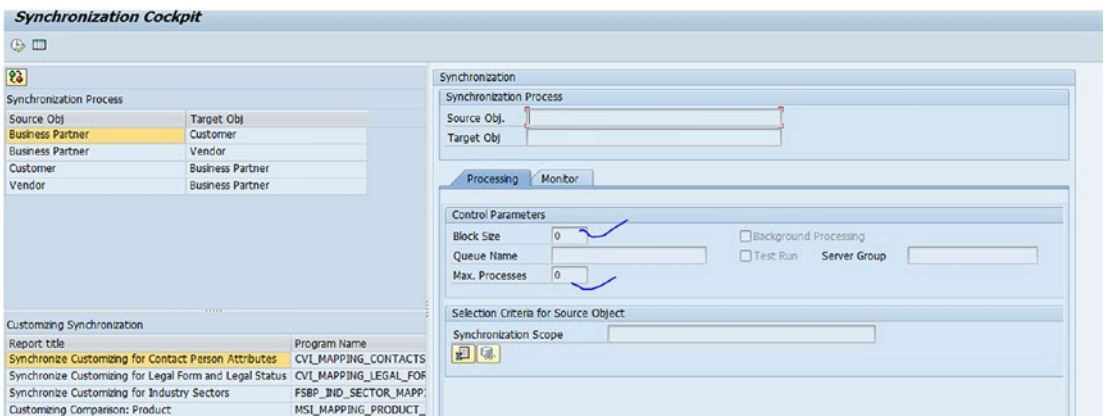 Synchronization Cockpit
Synchronization Process
Source Obj Target Obj
Business Partner Customer
Business Partner Vendor
Customer Business Partner
Vendor Business Partner
Customizing Synchronization
Report title Program Name
Synchronize Customizing for Contact Person Attributes CVI_MAPPING_CONTACTS
Synchronize Customizing for Legal Form and Legal Status CVI_MAPPING_LEGAL_FOR
Synchronize Customizing for Industry Sectors FSBP_IND_SECTOR_MAPP
Customizing Comparison: Product MSI_MAPPING_PRODUCT_
Synchronization
Synchronization Process
Source Obj.
Target Obj
Processing Monitor
Control Parameters
Block Size 0 Background Processing
Queue Name Test Run Server Group
Max. Processes 0
Selection Criteria for Source Object
Synchronization Scope